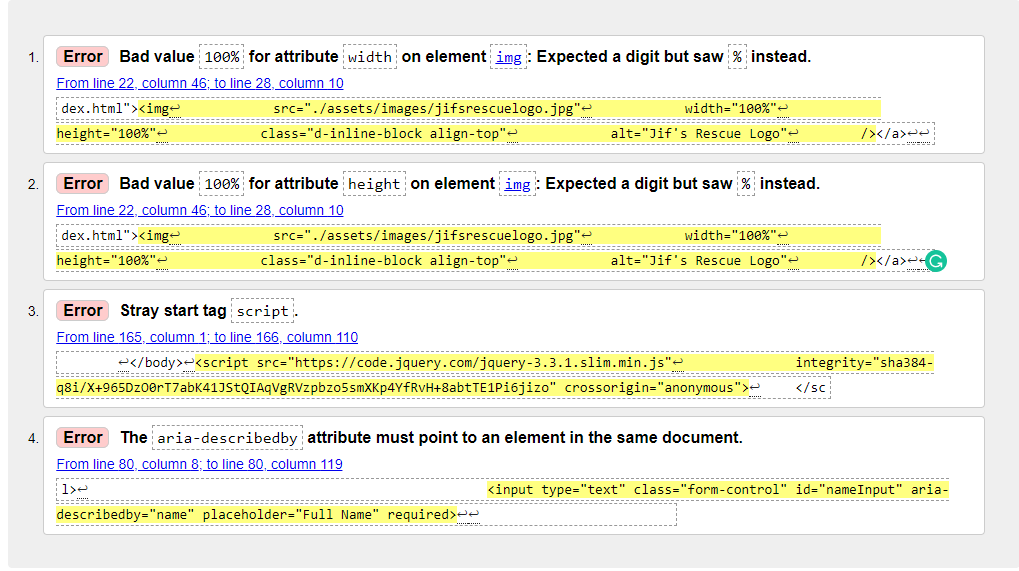 1. Error Bad value 100% for attribute width on element img: Expected a digit but saw % instead.
From line 22, column 46; to line 28, column 10
dex.html"><img↩ src="./assets/images/jifsrescuelogo.jpg"↩ width="100%"↩
height="100%"↩ class="d-inline-block align-top"↩ alt="Jif's Rescue Logo"↩ /></a>↩↩
2. Error Bad value 100% for attribute height on element img: Expected a digit but saw % instead.
From line 22, column 46; to line 28, column 10
dex.html"><img↩ src="./assets/images/jifsrescuelogo.jpg"↩ width="100%"↩
height="100%"↩ class="d-inline-block align-top"↩ alt="Jif's Rescue Logo"↩ /></a>↩↩
3. Error Stray start tag script.
From line 165, column 1; to line 166, column 110
↩</body>↩<script src="https://code.jquery.com/jquery-3.3.1.slim.min.js"↩ integrity="sha384-
q8i/X+965DzO0rT7abK41JStQIAqVgRVzpbzo5smXKp4YfRvH+8abtTE1Pi6jizo" crossorigin="anonymous">↩ </sc
4. Error The aria-describedby attribute must point to an element in the same document.
From line 80, column 8; to line 80, column 119
l>↩ <input type="text" class="form-control" id="nameInput" aria-
describedby="name" placeholder="Full Name" required>↩↩